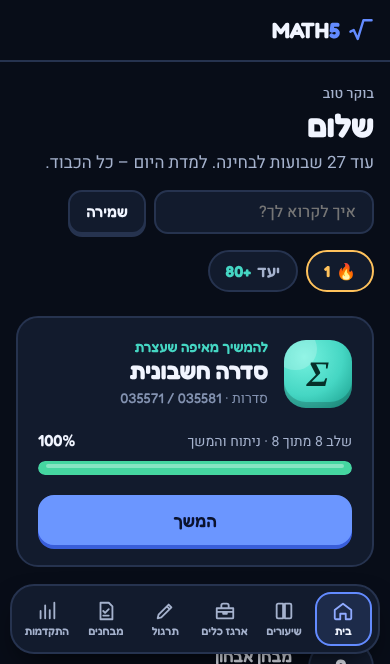 MATH5
בוקר טוב
שלום
עוד 27 שבועות לבחינה. למדת היום – כל הכבוד.
איך לקרוא לך?
שמירה
🔥 1
יעד 80+
להמשיך מאיפה שעצרת
סדרה חשבונית
סדרות · 035581 / 035571
Σ
שלב 8 מתוך 8 · ניתוח והמשך
100%
המשך
בית
שיעורים
ארגז כלים
תרגול
מבחנים
התקדמות
מבחן אבחון